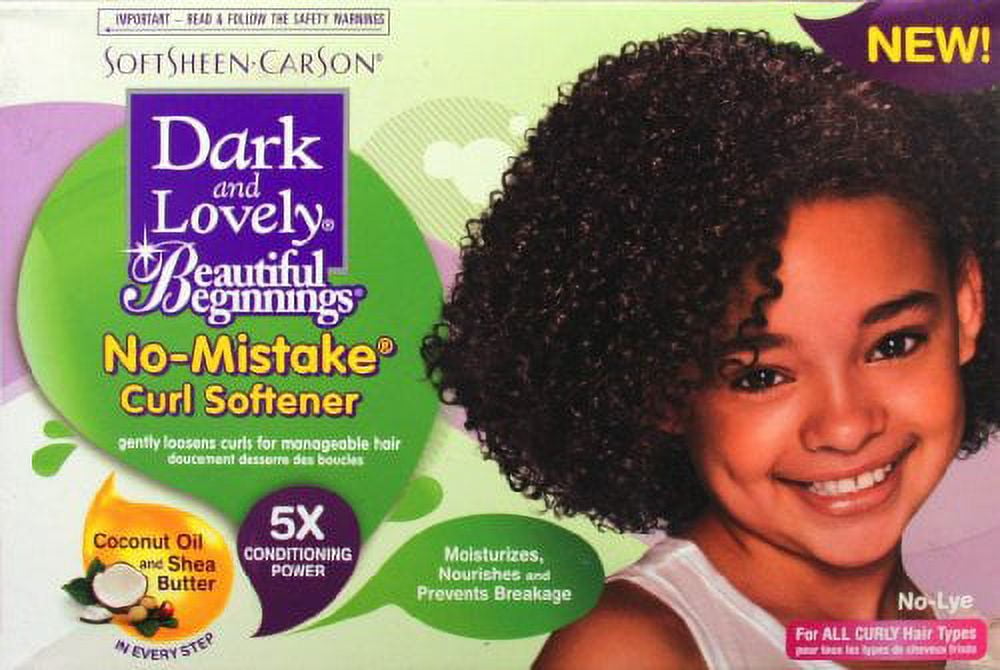 IMPORTANT – READ & FOLLOW THE SAFETY WARNINGS
SOFTSHEEN·CARSON®
NEW!
Dark
and
Lovely®
Beautiful
Beginnings®
No-Mistake®
Curl Softener
gently loosens curls for manageable hair
doucement desserre des boucles
Coconut Oil
and Shea
Butter
IN EVERY STEP
5X
CONDITIONING
POWER
Moisturizes,
Nourishes and
Prevents Breakage
No-Lye
For ALL CURLY Hair Types
pour tous les types de cheveux frisés